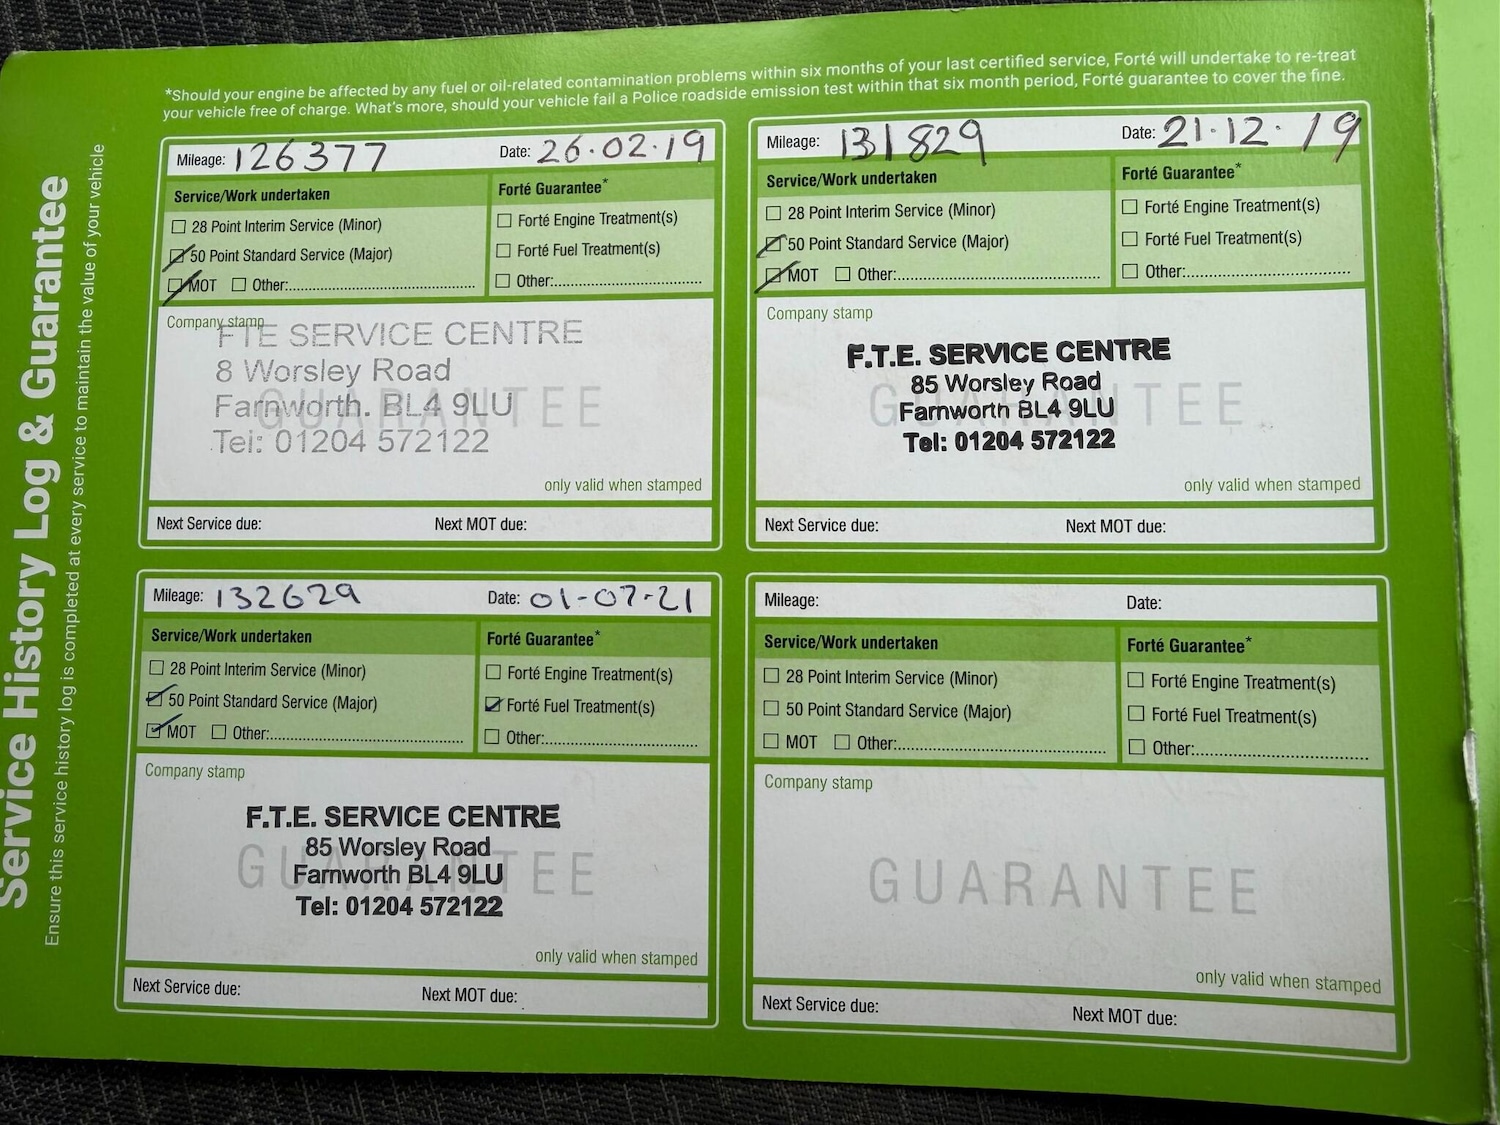 Service History Log & Guarantee
Ensure this service history log is completed at every service to maintain the value of your vehicle
*Should your engine be affected by any fuel or oil-related contamination problems within six months of your last certified service, Forté will undertake to re-treat
your vehicle free of charge. What's more, should your vehicle fail a Police roadside emission test within that six month period, Forté guarantee to cover the fine.
Mileage: 126377 Date: 26.02.19
Service/Work undertaken Forté Guarantee*
28 Point Interim Service (Minor) Forté Engine Treatment(s)
50 Point Standard Service (Major) Forté Fuel Treatment(s)
MOT Other: Other:
Company stamp
FTE SERVICE CENTRE
8 Worsley Road
Farnworth. BL4 9LU
Tel: 01204 572122
GUARANTEE
only valid when stamped
Next Service due: Next MOT due:
Mileage: 131829 Date: 21.12.19
Service/Work undertaken Forté Guarantee*
28 Point Interim Service (Minor) Forté Engine Treatment(s)
50 Point Standard Service (Major) Forté Fuel Treatment(s)
MOT Other: Other:
Company stamp
F.T.E. SERVICE CENTRE
85 Worsley Road
Farnworth BL4 9LU
Tel: 01204 572122
GUARANTEE
only valid when stamped
Next Service due: Next MOT due:
Mileage: 132629 Date: 01-07-21
Service/Work undertaken Forté Guarantee*
28 Point Interim Service (Minor) Forté Engine Treatment(s)
50 Point Standard Service (Major) Forté Fuel Treatment(s)
MOT Other: Other:
Company stamp
F.T.E. SERVICE CENTRE
85 Worsley Road
Farnworth BL4 9LU
Tel: 01204 572122
GUARANTEE
only valid when stamped
Next Service due: Next MOT due:
Mileage: Date:
Service/Work undertaken Forté Guarantee*
28 Point Interim Service (Minor) Forté Engine Treatment(s)
50 Point Standard Service (Major) Forté Fuel Treatment(s)
MOT Other: Other:
Company stamp
GUARANTEE
only valid when stamped
Next Service due: Next MOT due: